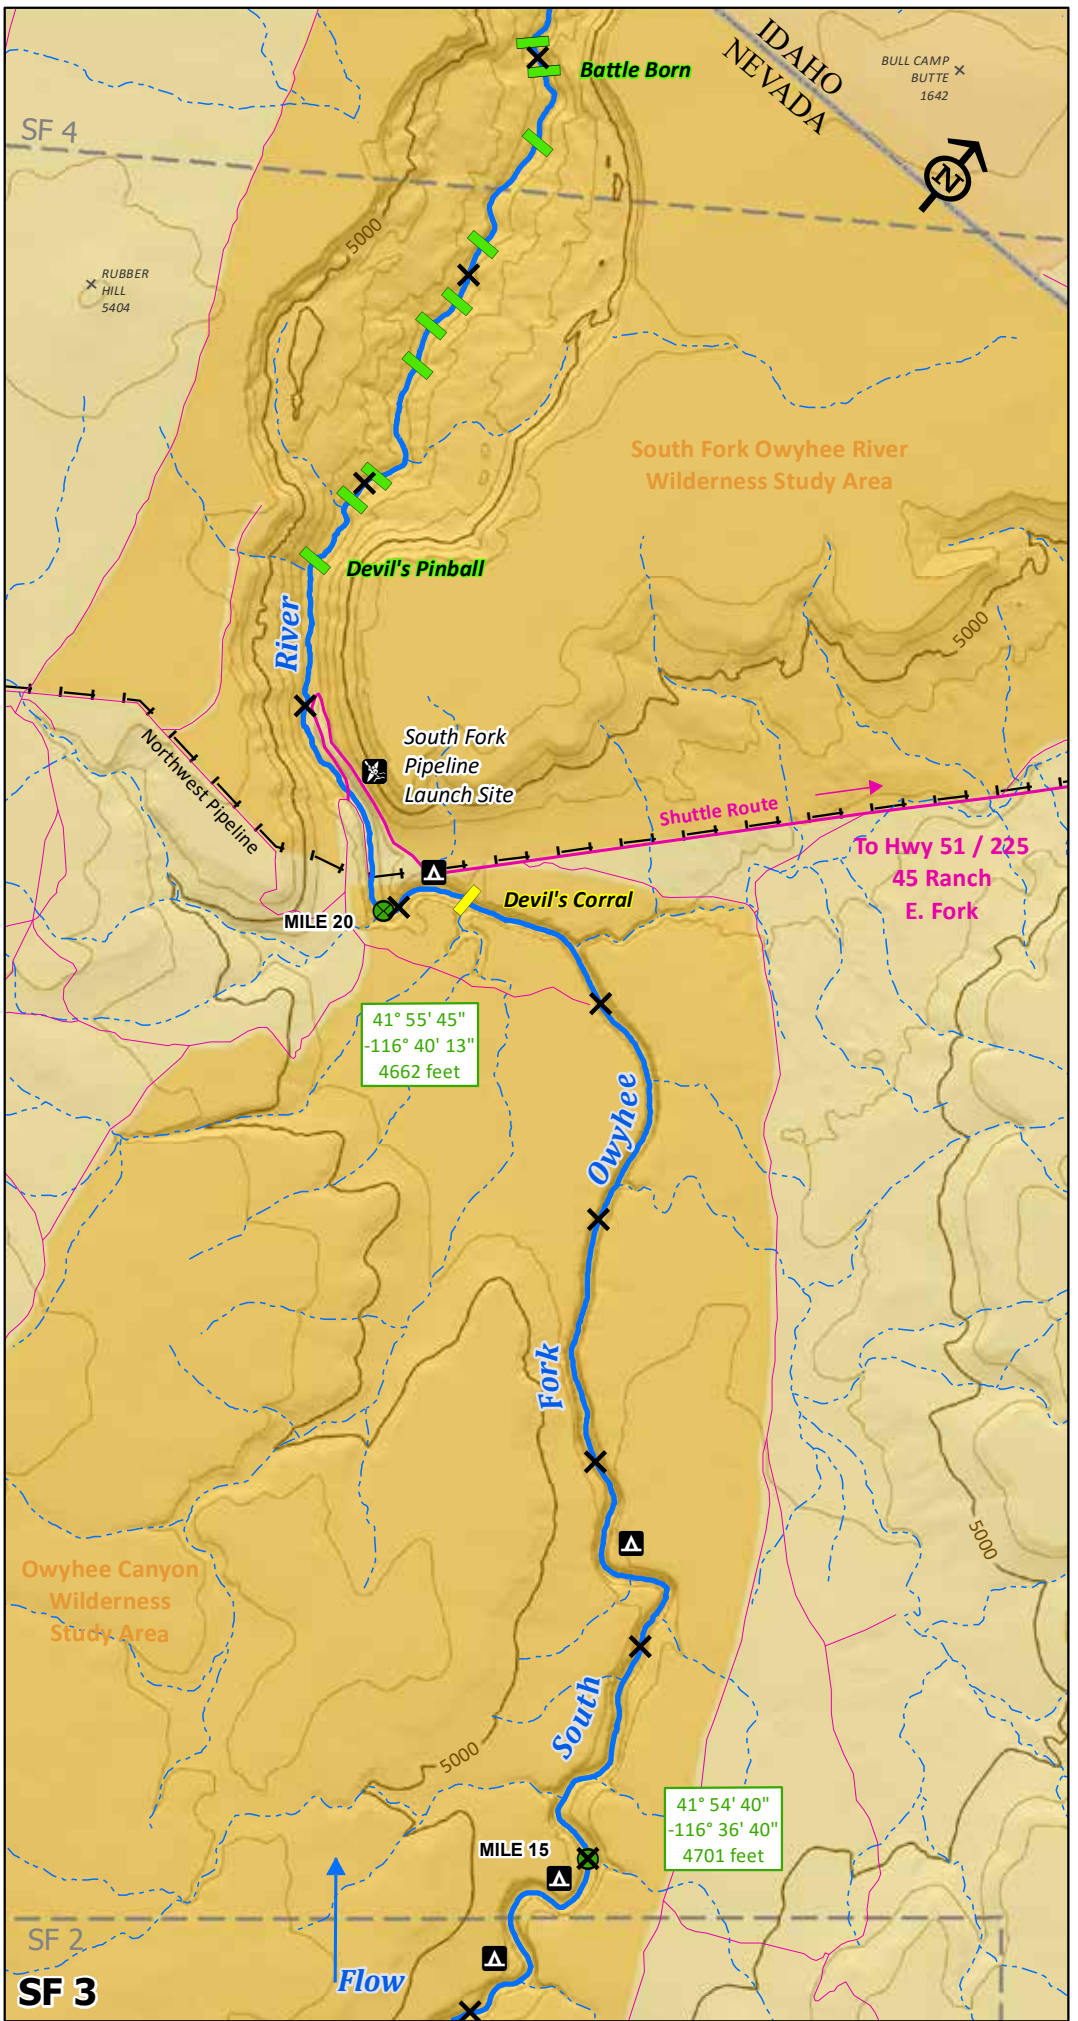 IDAHO
NEVADA
BULL CAMP
BUTTE
1642
Battle Born
SF 4
N
5000
RUBBER
HILL
5404
South Fork Owyhee River
Wilderness Study Area
Devil's Pinball
River
5000
South Fork
Pipeline
Launch Site
Northwest Pipeline
Shuttle Route
To Hwy 51 / 225
45 Ranch
E. Fork
Devil's Corral
MILE 20
41° 55' 45"
-116° 40' 13"
4662 feet
Owyhee
Fork
5000
Owyhee Canyon
Wilderness
Study Area
South
5000
41° 54' 40"
-116° 36' 40"
4701 feet
MILE 15
SF 2
Flow
SF 3